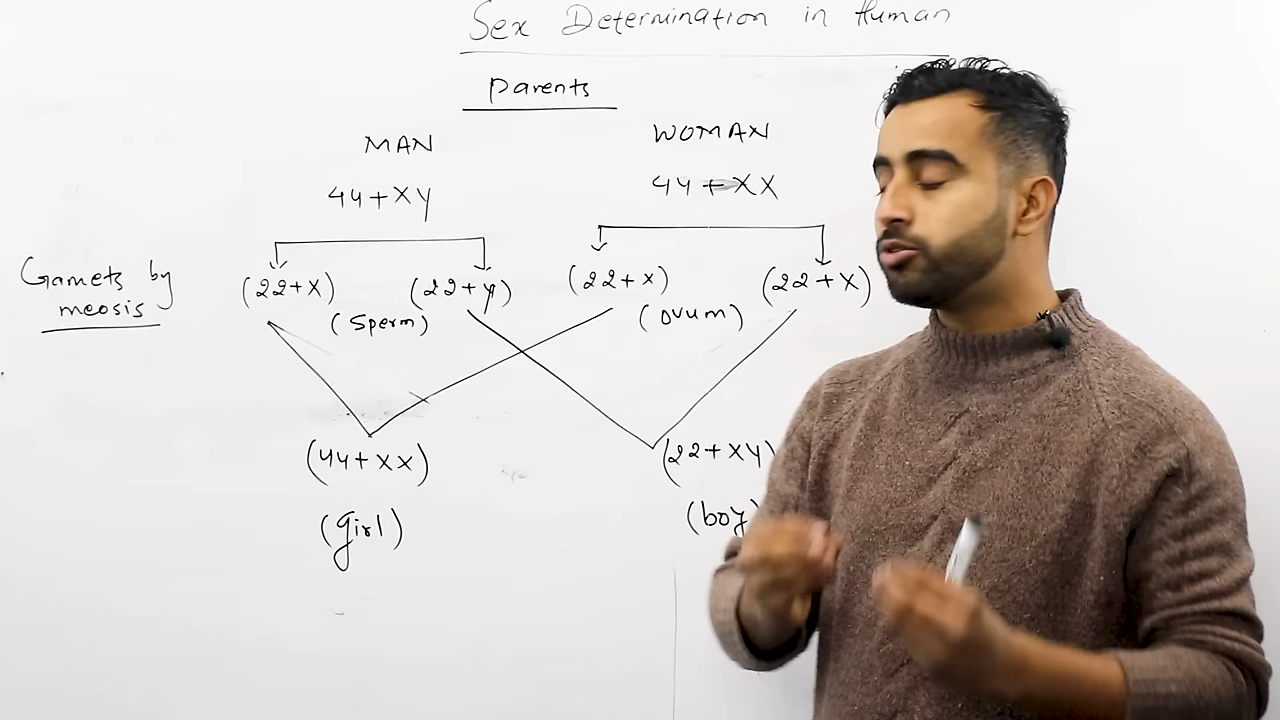 Sex Determination in Human
Parents
MAN
WOMAN
44+XY
44+XX
Gamets by
meosis
(22+X)
(22+y)
(22+X)
(22+X)
(Sperm)
(Ovum)
(44+XX)
(22+XY)
(girl)
(boy)